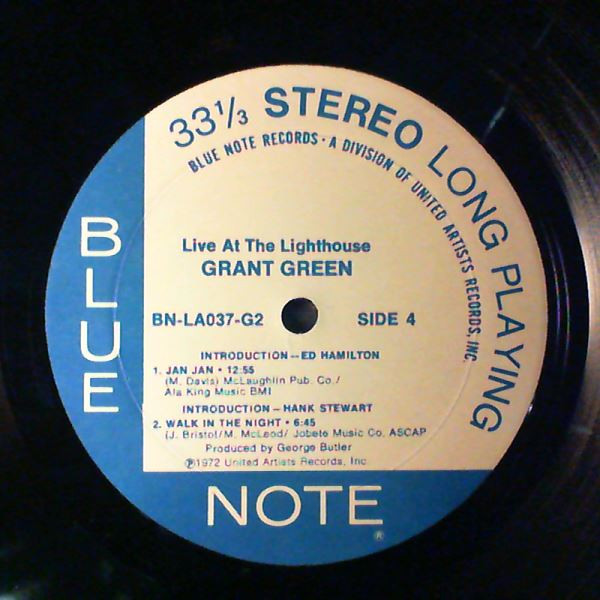 33⅓ STEREO LONG PLAYING
BLUE NOTE RECORDS · A DIVISION OF UNITED ARTISTS RECORDS, INC.
BLUE
Live At The Lighthouse
GRANT GREEN
BN-LA037-G2 SIDE 4
INTRODUCTION — ED HAMILTON
1. JAN JAN • 12:55
(M. Davis) McLaughlin Pub. Co./
Ala King Music BMI
INTRODUCTION — HANK STEWART
2. WALK IN THE NIGHT • 6:45
(J. Bristol/M. McLeod/ Jobete Music Co. ASCAP
Produced by George Butler
℗1972 United Artists Records, Inc.
NOTE
®